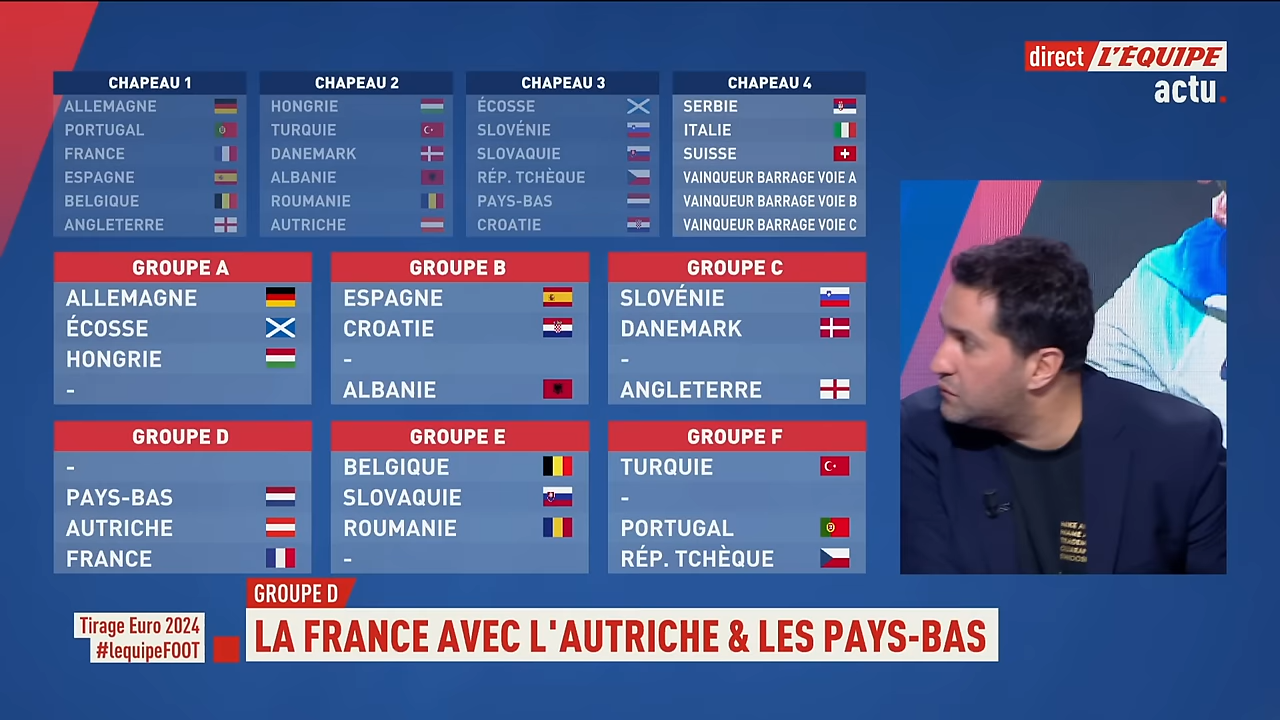 direct L'ÉQUIPE
actu.
CHAPEAU 1
ALLEMAGNE
PORTUGAL
FRANCE
ESPAGNE
BELGIQUE
ANGLETERRE
CHAPEAU 2
HONGRIE
TURQUIE
DANEMARK
ALBANIE
ROUMANIE
AUTRICHE
CHAPEAU 3
ÉCOSSE
SLOVÉNIE
SLOVAQUIE
RÉP. TCHÈQUE
PAYS-BAS
CROATIE
CHAPEAU 4
SERBIE
ITALIE
SUISSE
VAINQUEUR BARRAGE VOIE A
VAINQUEUR BARRAGE VOIE B
VAINQUEUR BARRAGE VOIE C
GROUPE A
ALLEMAGNE
ÉCOSSE
HONGRIE
-
GROUPE B
ESPAGNE
CROATIE
-
ALBANIE
GROUPE C
SLOVÉNIE
DANEMARK
-
ANGLETERRE
GROUPE D
-
PAYS-BAS
AUTRICHE
FRANCE
GROUPE E
BELGIQUE
SLOVAQUIE
ROUMANIE
-
GROUPE F
TURQUIE
-
PORTUGAL
RÉP. TCHÈQUE
GROUPE D
LA FRANCE AVEC L'AUTRICHE & LES PAYS-BAS
Tirage Euro 2024
#lequipeFOOT